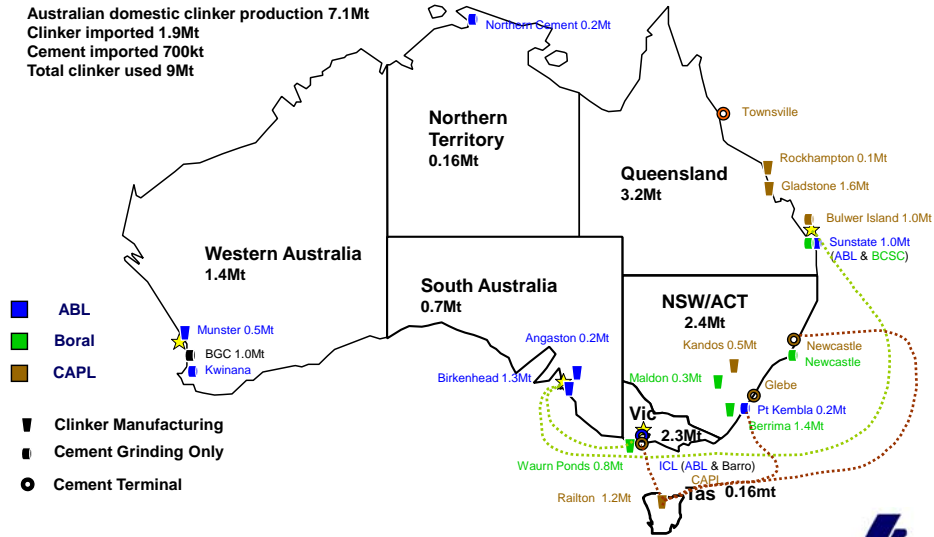 Australian domestic clinker production 7.1Mt
Clinker imported 1.9Mt
Cement imported 700kt
Total clinker used 9Mt
Northern Cement 0.2Mt
Northern
Territory
0.16Mt
Townsville
Queensland
3.2Mt
Rockhampton 0.1Mt
Gladstone 1.6Mt
Bulwer Island 1.0Mt
Sunstate 1.0Mt
(ABL & BCSC)
Western Australia
1.4Mt
South Australia
0.7Mt
NSW/ACT
2.4Mt
ABL
Boral
CAPL
Munster 0.5Mt
BGC 1.0Mt
Kwinana
Angaston 0.2Mt
Birkenhead 1.3Mt
Kandos 0.5Mt
Newcastle
Newcastle
Maldon 0.3Mt
Glebe
Pt Kembla 0.2Mt
Berrima 1.4Mt
Vic
2.3Mt
Waurn Ponds 0.8Mt
ICL (ABL & Barro)
CAPL
Railton 1.2Mt
Tas 0.16mt
Clinker Manufacturing
Cement Grinding Only
Cement Terminal